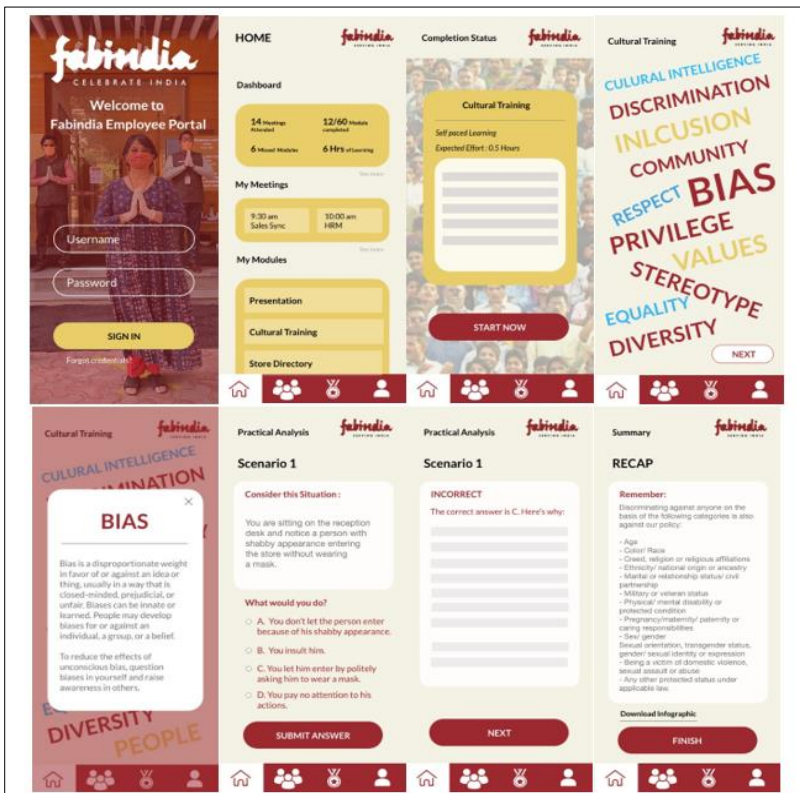 fabindia
CELEBRATE INDIA
Welcome to
Fabindia Employee Portal
Username
Password
SIGN IN
Forgot credentials?
HOME
fabindia
Dashboard
14 Meetings
Attended
12/60 Module
completed
6 Missed Modules
6 Hrs of Learning
See more
My Meetings
9:30 am
Sales Sync
10:00 am
HRM
See more
My Modules
Presentation
Cultural Training
Store Directory
Completion Status
fabindia
Cultural Training
Self paced Learning
Expected Effort : 0.5 Hours
START NOW
Cultural Training
fabindia
CULURAL INTELLIGENCE
DISCRIMINATION
INLCUSION
COMMUNITY
RESPECT
BIAS
PRIVILEGE
VALUES
STEREOTYPE
EQUALITY
DIVERSITY
NEXT
Cultural Training
fabindia
CULURAL INTELLIGENCE
BIAS
Bias is a disproportionate weight
in favor of or against an idea or
thing, usually in a way that is
closed-minded, prejudicial, or
unfair. Biases can be innate or
learned. People may develop
biases for or against an
individual, a group, or a belief.
To reduce the effects of
unconscious bias, question
biases in yourself and raise
awareness in others.
DIVERSITY
PEOPLE
Practical Analysis
fabindia
Scenario 1
Consider this Situation :
You are sitting on the reception
desk and notice a person with
shabby appearance entering
the store without wearing
a mask.
What would you do?
A. You don't let the person enter
because of his shabby appearance.
B. You insult him.
C. You let him enter by politely
asking him to wear a mask.
D. You pay no attention to his
actions.
SUBMIT ANSWER
Practical Analysis
fabindia
Scenario 1
INCORRECT
The correct answer is C. Here's why:
NEXT
Summary
fabindia
RECAP
Remember:
Discriminating against anyone on the
basis of the following categories is also
against our policy:
- Age
- Color/ Race
- Creed, religion or religious affiliations
- Ethnicity/ national origin or ancestry
- Marital or relationship status/ civil
partnership
- Military or veteran status
- Physical/ mental disability or
protected condition
- Pregnancy/maternity/ paternity or
caring responsibilities
- Sex/ gender
Sexual orientation, transgender status,
gender/ sexual identity or expression
- Being a victim of domestic violence,
sexual assault or abuse
- Any other protected status under
applicable law.
Download Infographic
FINISH